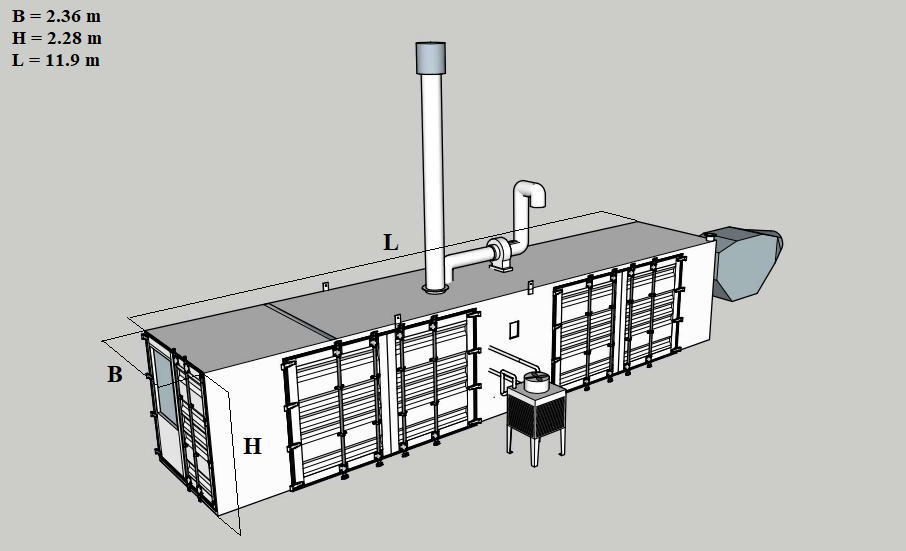 B = 2.36 m
H = 2.28 m
L = 11.9 m
L
B
H